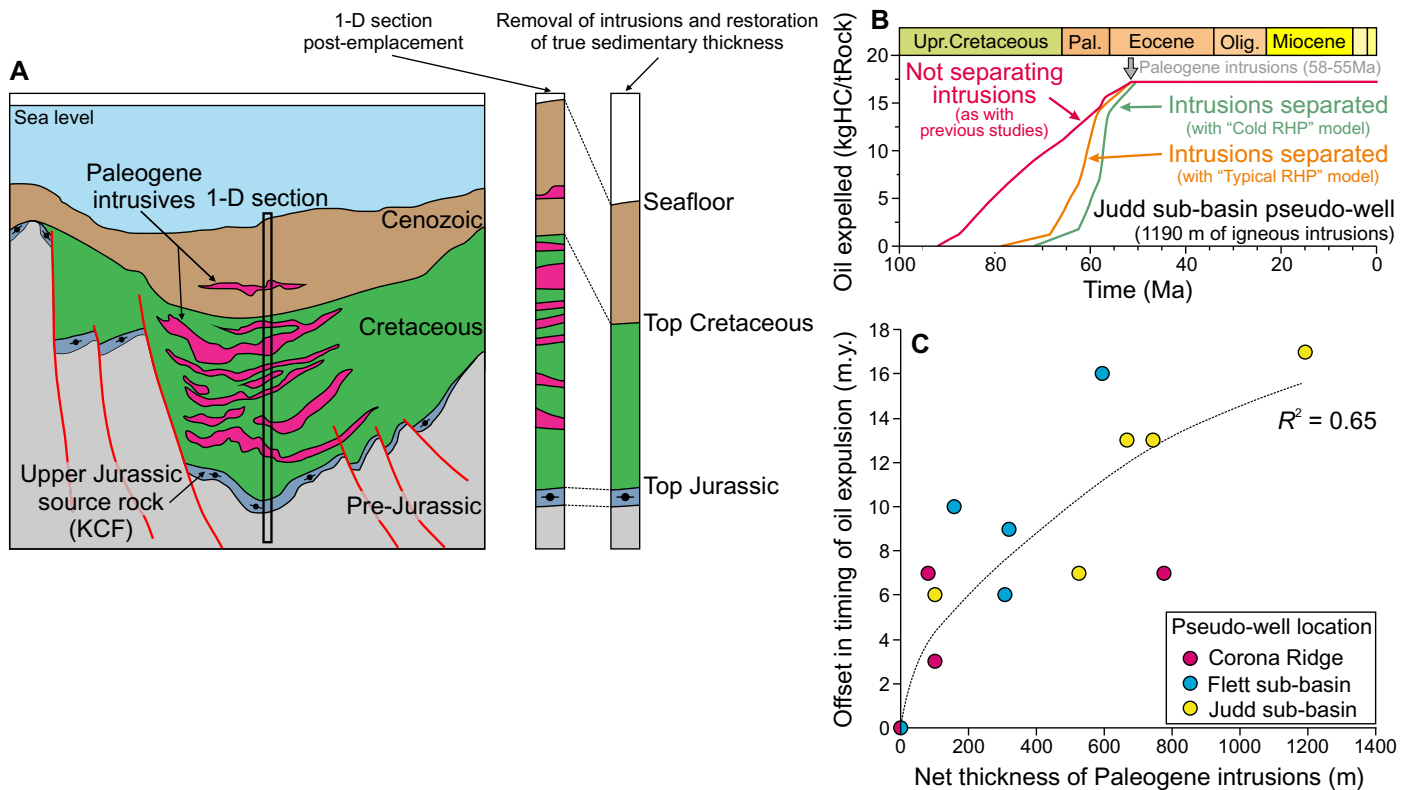 A
1-D section
post-emplacement
Removal of intrusions and restoration
of true sedimentary thickness
Sea level
Paleogene
intrusives
1-D section
Cenozoic
Cretaceous
Upper Jurassic
source rock
(KCF)
Pre-Jurassic
Seafloor
Top Cretaceous
Top Jurassic
B
Upr.Cretaceous Pal. Eocene Olig. Miocene
Paleogene intrusions (58-55Ma)
Not separating
intrusions
(as with
previous studies)
Intrusions separated
(with "Cold RHP" model)
Intrusions separated
(with "Typical RHP" model)
Judd sub-basin pseudo-well
(1190 m of igneous intrusions)
Oil expelled (kgHC/tRock)
20
15
10
5
0
100 80 60 40 20 0
Time (Ma)
C
Offset in timing of oil expulsion (m.y.)
18
16
14
12
10
8
6
4
2
0
R² = 0.65
Pseudo-well location
Corona Ridge
Flett sub-basin
Judd sub-basin
0 200 400 600 800 1000 1200 1400
Net thickness of Paleogene intrusions (m)